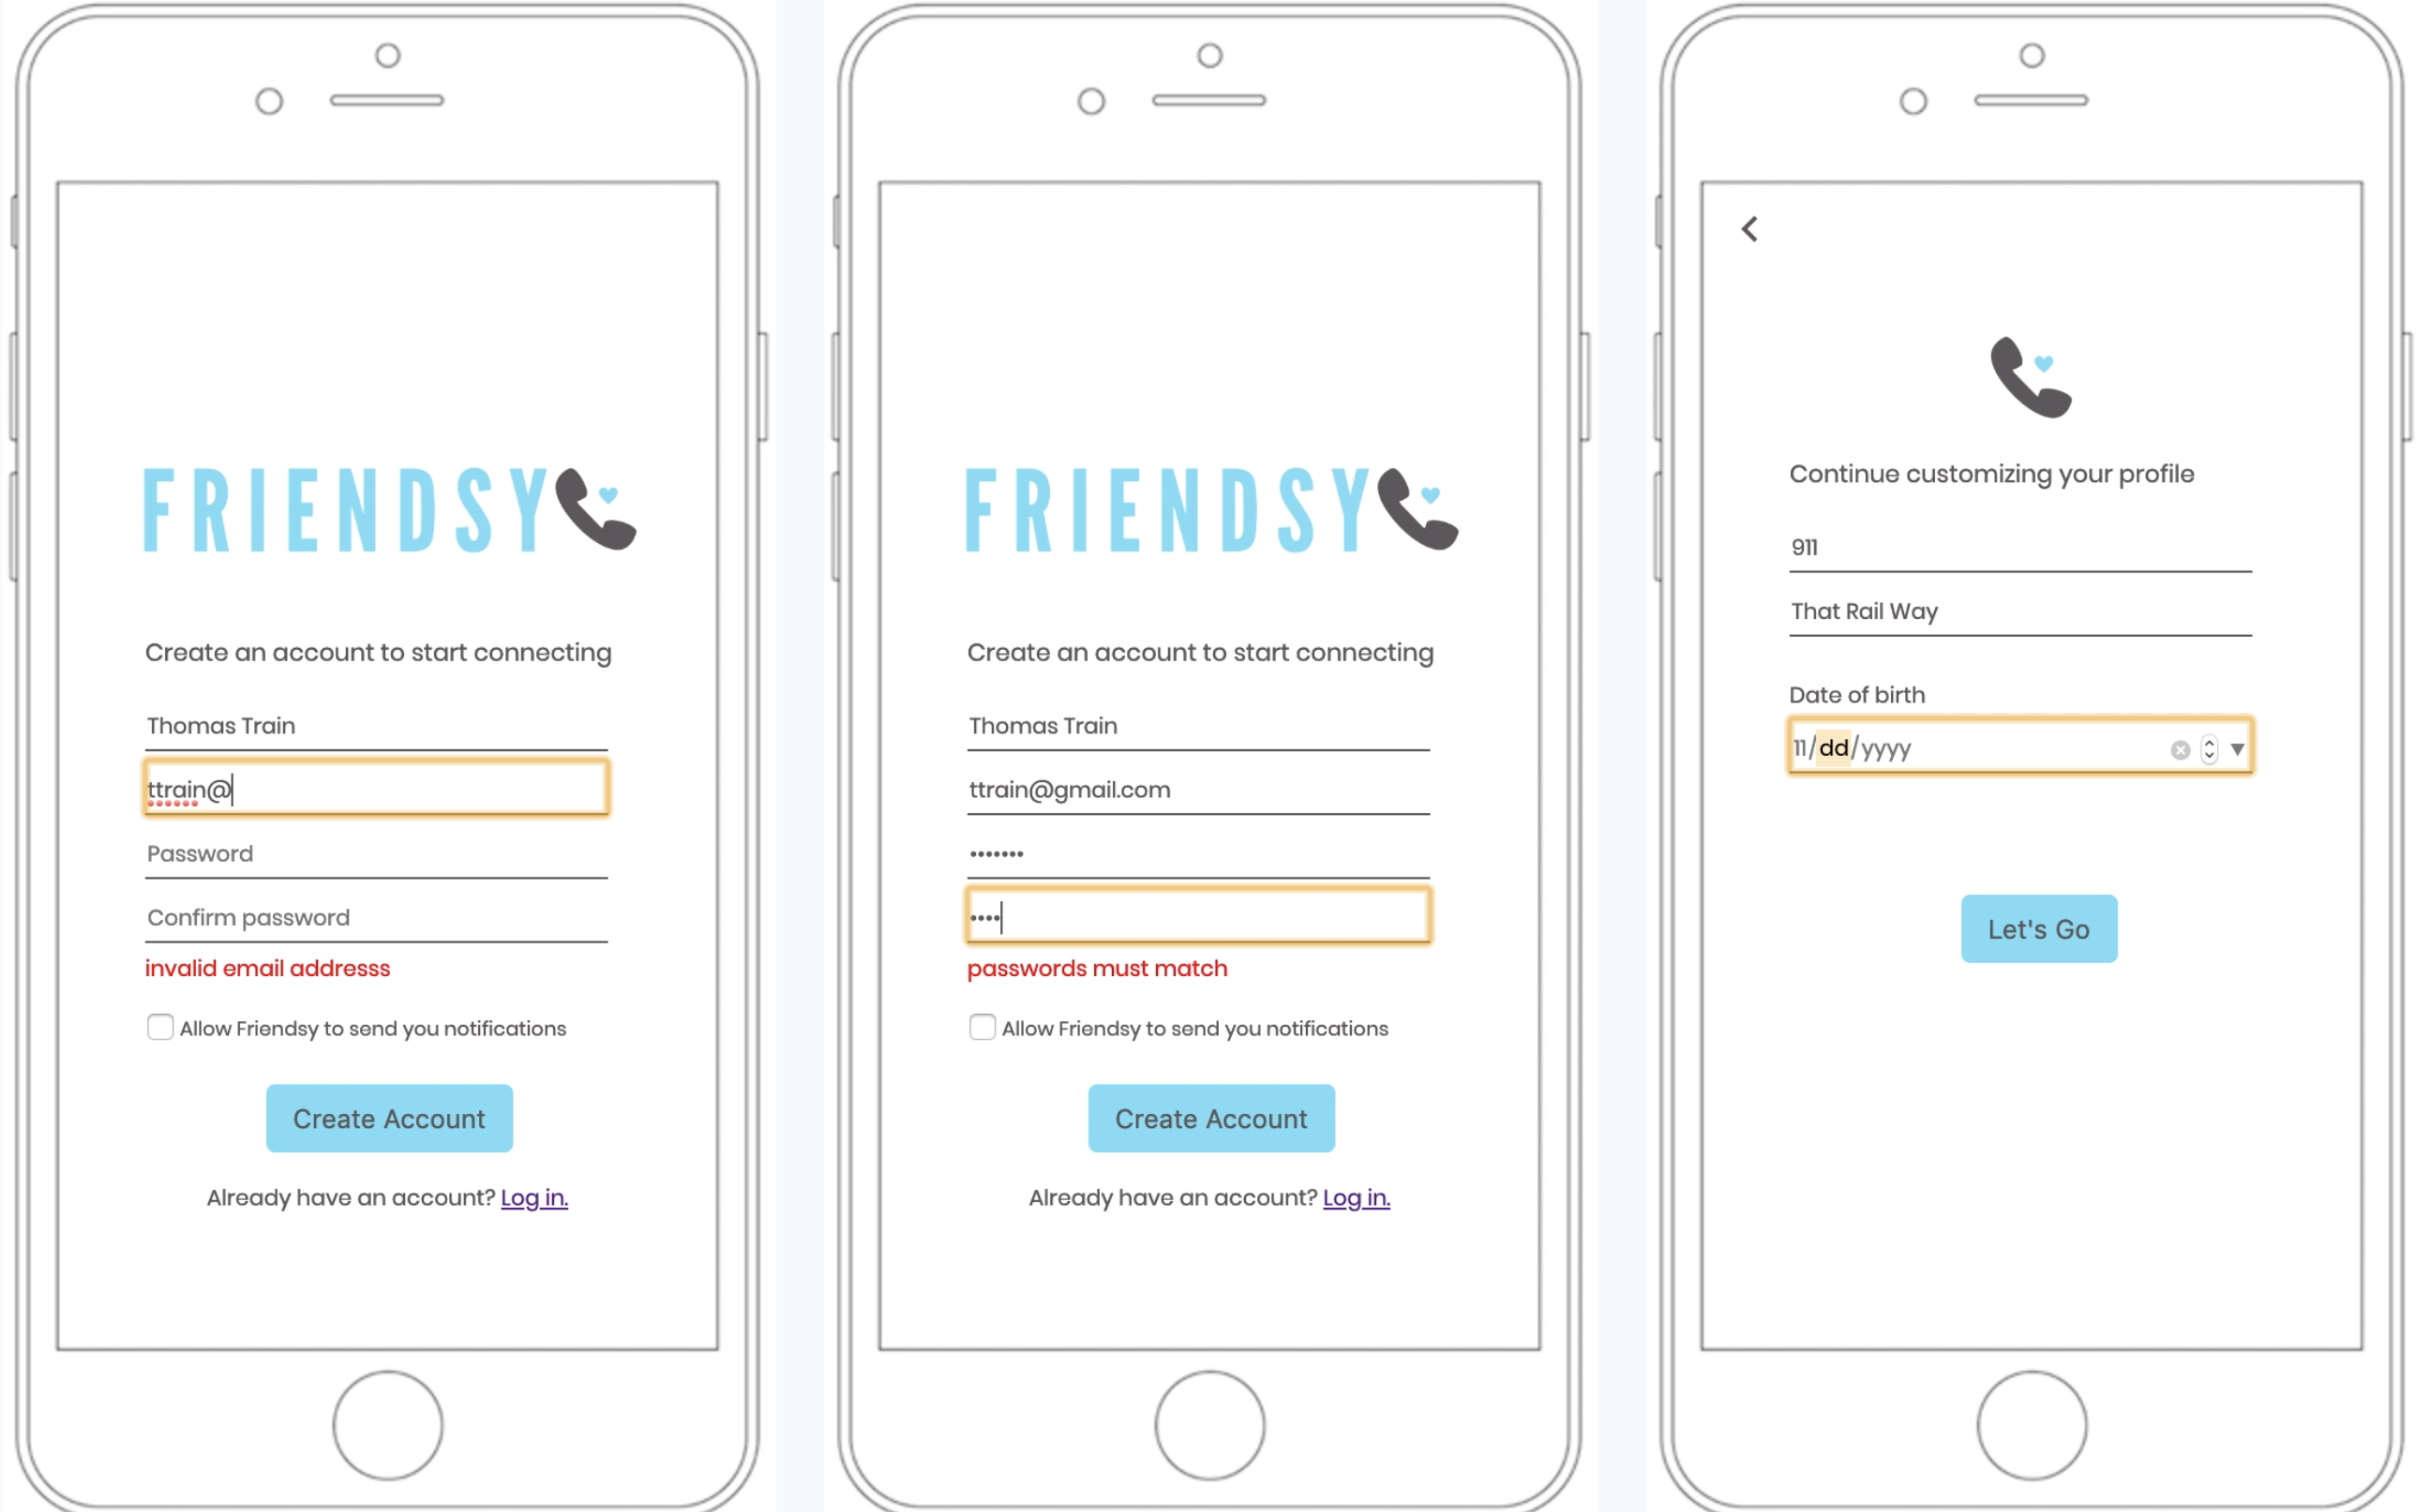 FRIENDSY
Create an account to start connecting
Thomas Train
ttrain@
Password
Confirm password
invalid email addresss
Allow Friendsy to send you notifications
Create Account
Already have an account? Log in.
FRIENDSY
Create an account to start connecting
Thomas Train
ttrain@gmail.com
•••••••
••••
passwords must match
Allow Friendsy to send you notifications
Create Account
Already have an account? Log in.
Continue customizing your profile
911
That Rail Way
Date of birth
11/dd/yyyy
Let's Go